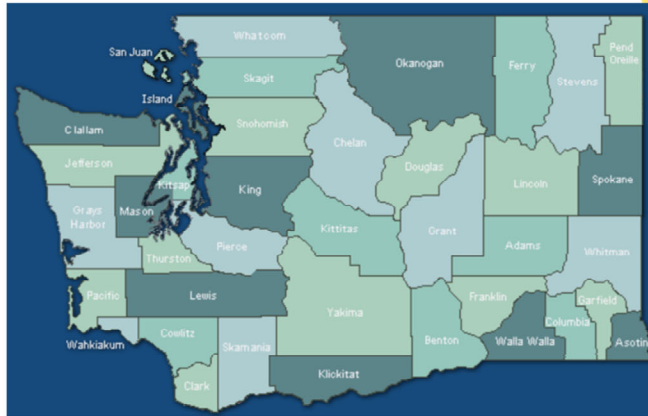 Whatcom
San Juan
Skagit
Okanogan
Ferry
Stevens
Pend
Oreille
Island
Snohomish
Clallam
Chelan
Jefferson
Douglas
Kitsap
King
Lincoln
Spokane
Grays
Harbor
Mason
Kittitas
Grant
Pierce
Adams
Whitman
Thurston
Pacific
Lewis
Yakima
Franklin
Garfield
Columbia
Wahkiakum
Cowlitz
Skamania
Benton
Walla Walla
Asotin
Klickitat
Clark